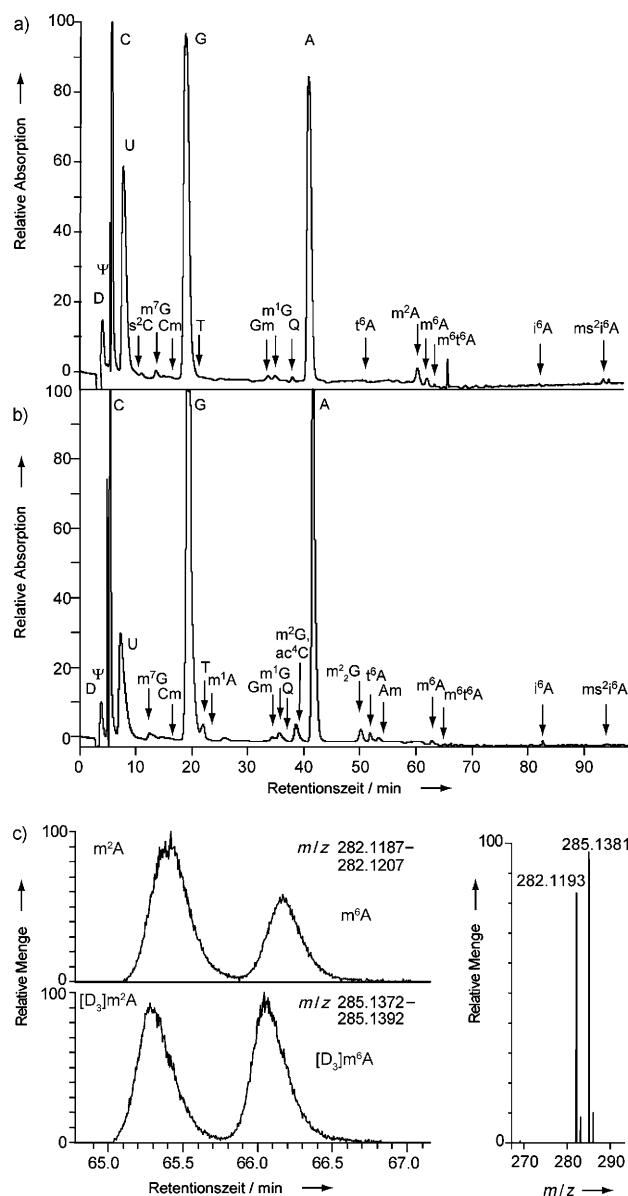 a)
Relative Absorption
100
80
60
40
20
0
C
G
A
U
Ψ
D
s²C
m⁷G
Cm
T
Gm
m¹G
Q
t⁶A
m²A
m⁶A
m⁶t⁶A
i⁶A
ms²i⁶A
b)
Relative Absorption
100
80
60
40
20
0
C
G
A
U
Ψ
D
m⁷G
Cm
T
m¹A
Gm
m¹G
Q
m²G,
ac⁴C
m²₂G
t⁶A
Am
m⁶A
m⁶t⁶A
i⁶A
ms²i⁶A
0 10 20 30 40 50 60 70 80 90
Retentionszeit / min
c)
Relative Menge
100
0
m²A
m/z 282.1187–
282.1207
m⁶A
Relative Menge
100
0
[D₃]m²A
m/z 285.1372–
285.1392
[D₃]m⁶A
65.0 65.5 66.0 66.5 67.0
Retentionszeit / min
Relative Menge
100
0
285.1381
282.1193
270 280 290
m/z